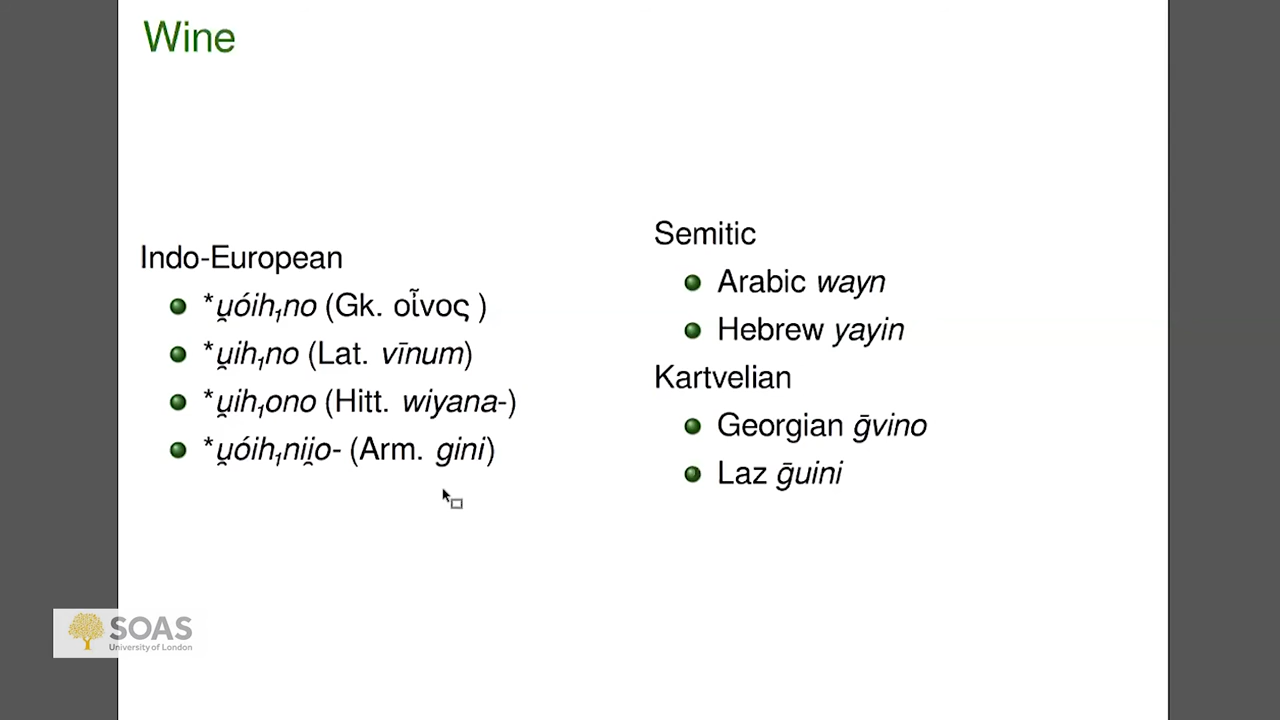 Wine
Indo-European
*u̯óih₁no (Gk. οἶνος )
*u̯ih₁no (Lat. vīnum)
*u̯ih₁ono (Hitt. wiyana-)
*u̯óih₁nii̯o- (Arm. gini)
Semitic
Arabic wayn
Hebrew yayin
Kartvelian
Georgian ḡvino
Laz ḡuini
SOAS
University of London